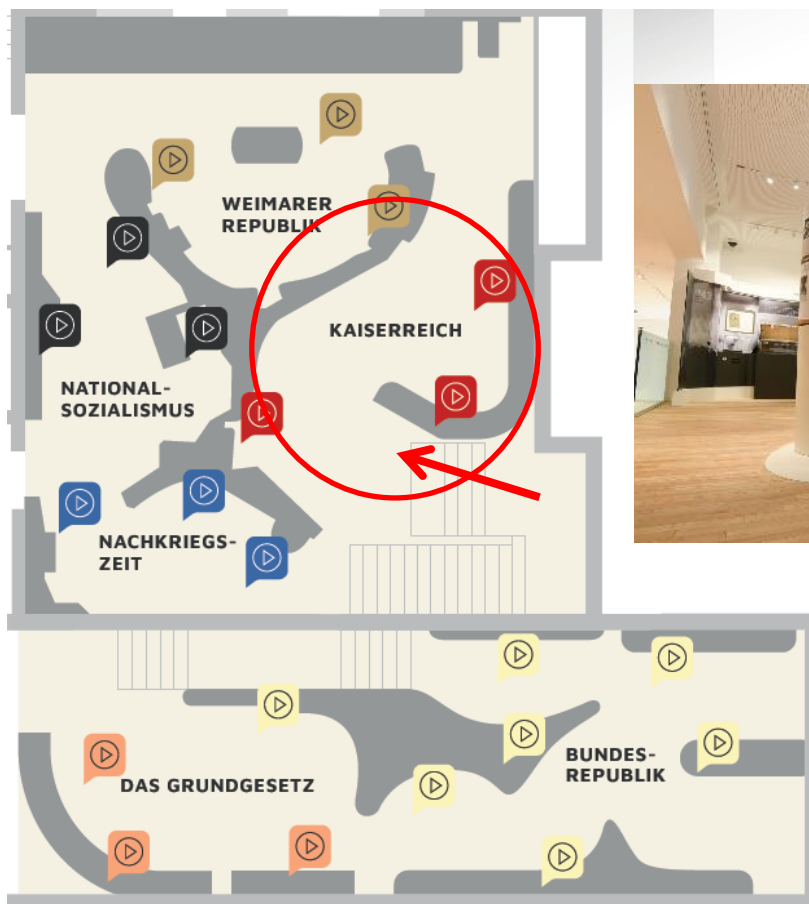 WEIMARER
REPUBLIK
KAISERREICH
NATIONAL-
SOZIALISMUS
NACHKRIEGS-
ZEIT
DAS GRUNDGESETZ
BUNDES-
REPUBLIK